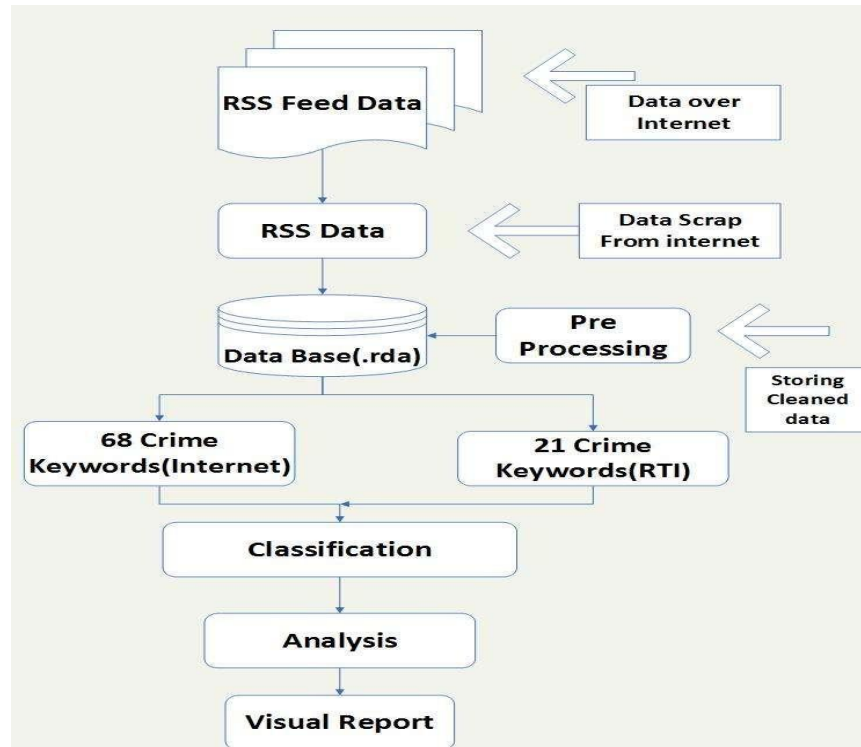 RSS Feed Data
Data over
Internet
RSS Data
Data Scrap
From internet
Data Base(.rda)
Pre
Processing
Storing
Cleaned
data
68 Crime
Keywords(Internet)
21 Crime
Keywords(RTI)
Classification
Analysis
Visual Report